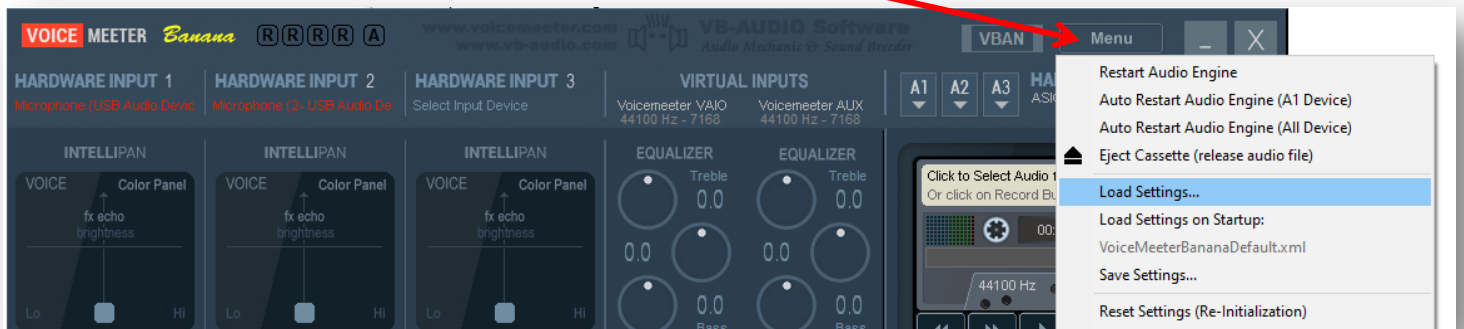 VOICE MEETER Banana R R R R A
www.voicemeeter.com
www.vb-audio.com
VB-AUDIO Software
Audio Mechanic & Sound Breeder
VBAN
Menu
HARDWARE INPUT 1
Microphone (USB Audio Devic
HARDWARE INPUT 2
Microphone (2- USB Audio De
HARDWARE INPUT 3
Select Input Device
VIRTUAL INPUTS
Voicemeeter VAIO
44100 Hz - 7168
Voicemeeter AUX
44100 Hz - 7168
A1 A2 A3
INTELLIPAN
VOICE Color Panel
fx echo
brightness
Lo Hi
INTELLIPAN
VOICE Color Panel
fx echo
brightness
Lo Hi
INTELLIPAN
VOICE Color Panel
fx echo
brightness
Lo Hi
EQUALIZER
Treble
0.0
0.0
0.0
Bass
EQUALIZER
Treble
0.0
0.0
0.0
Bass
Click to Select Audio
Or click on Record
44100 Hz
Restart Audio Engine
Auto Restart Audio Engine (A1 Device)
Auto Restart Audio Engine (All Device)
Eject Cassette (release audio file)
Load Settings...
Load Settings on Startup:
VoiceMeeterBananaDefault.xml
Save Settings...
Reset Settings (Re-Initialization)